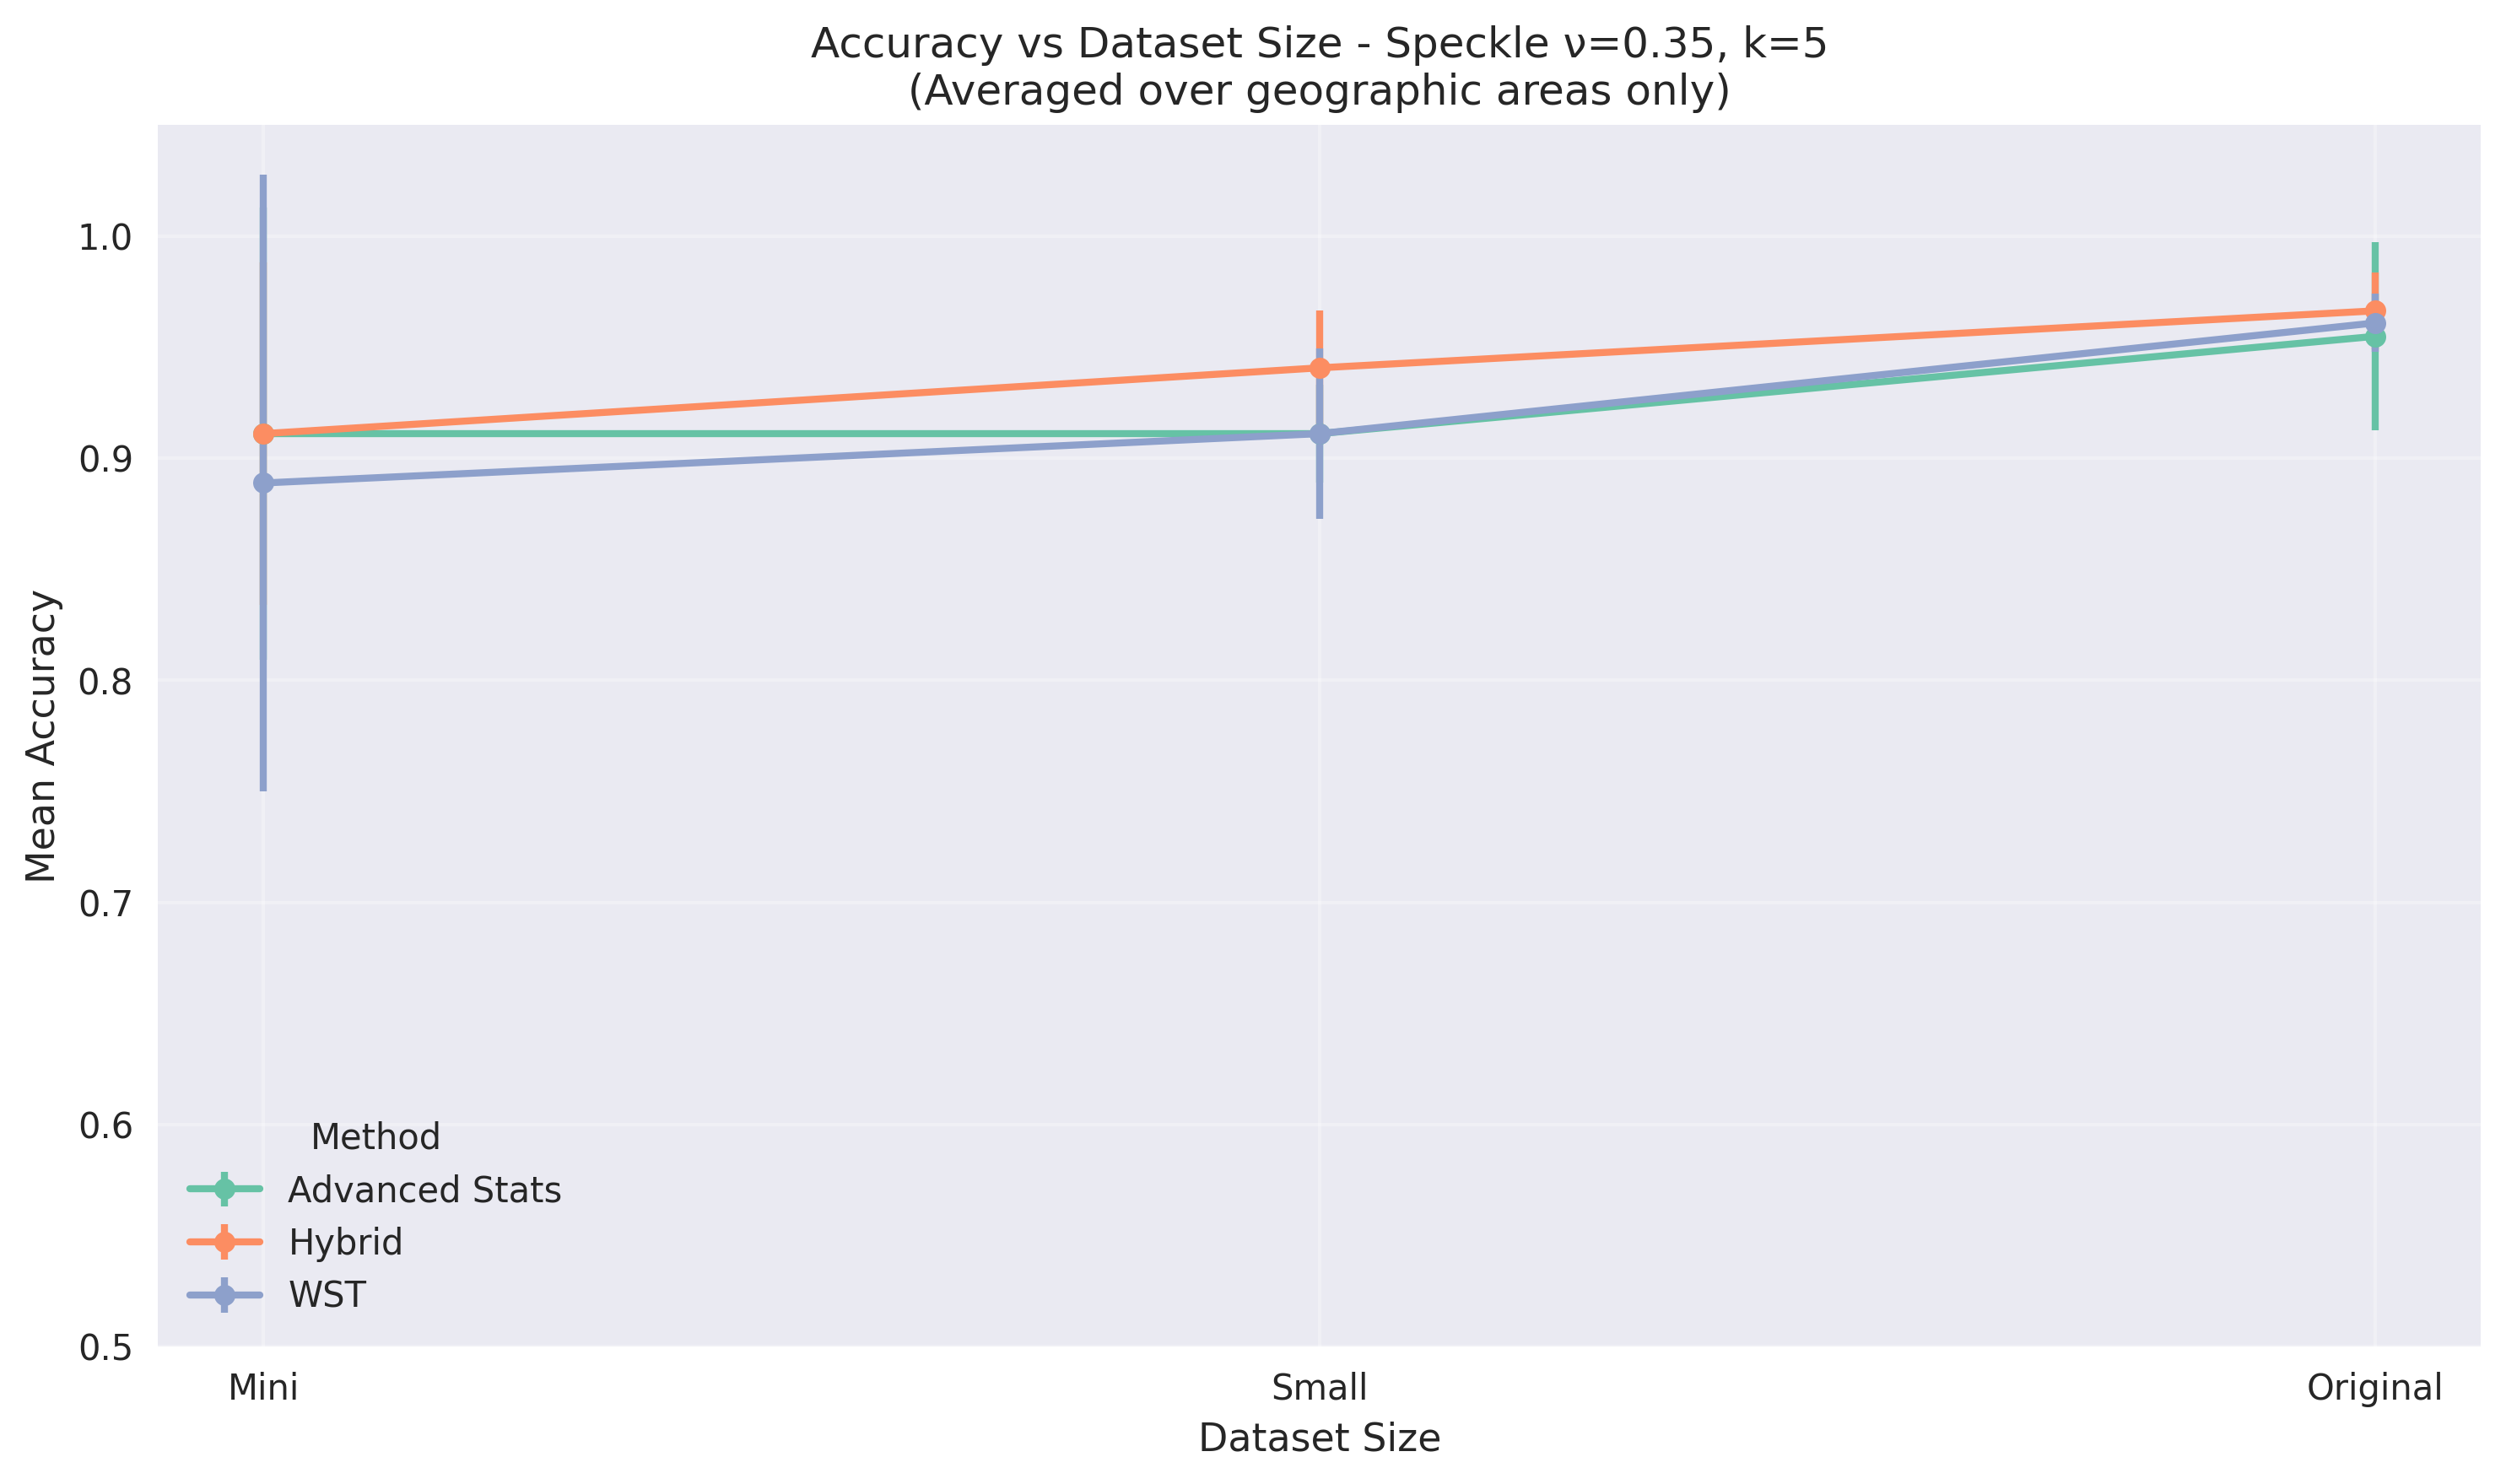 Accuracy vs Dataset Size - Speckle ν=0.35, k=5
(Averaged over geographic areas only)
Mean Accuracy
1.0
0.9
0.8
0.7
0.6
0.5
Method
Advanced Stats
Hybrid
WST
Mini
Small
Original
Dataset Size